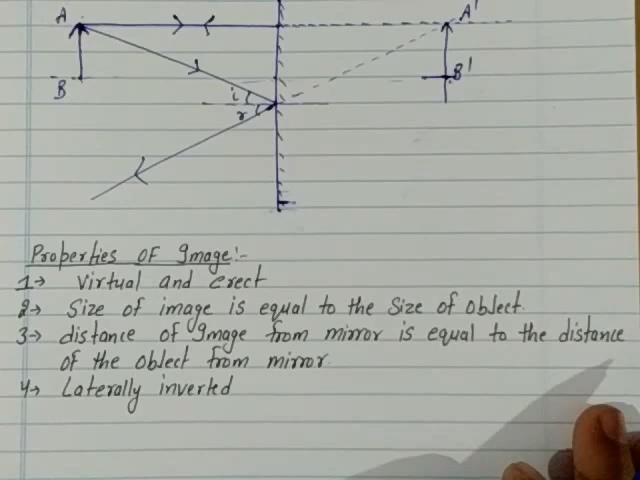 A A'
B B'
i
r
Properties of Image:-
1→ Virtual and erect
2→ Size of image is equal to the size of object.
3→ distance of Image from mirror is equal to the distance
of the object from mirror.
4→ Laterally inverted